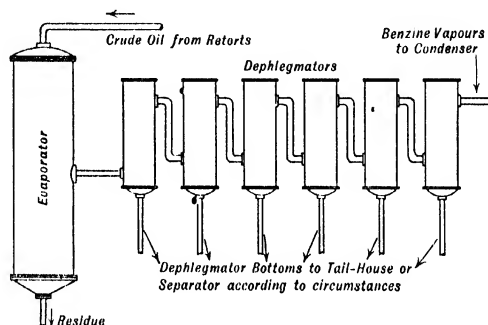 Crude Oil from Retorts
Benzine Vapours
to Condenser
Dephlegmators
Evaporator
Dephlegmator Bottoms to Tail-House or
Separator according to circumstances
Residue